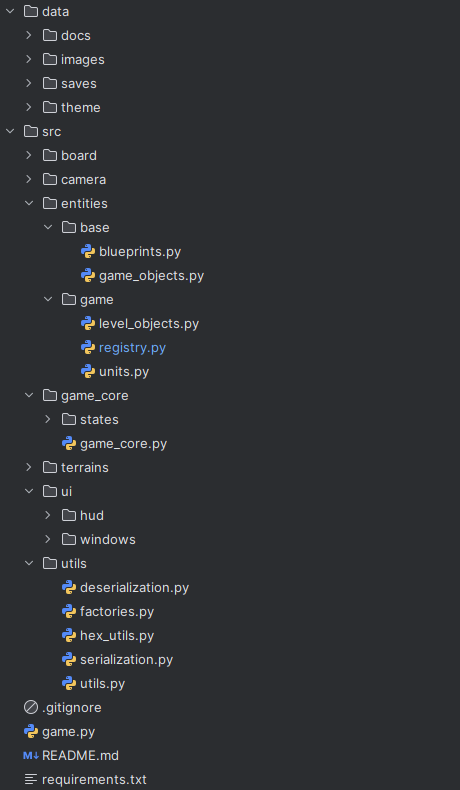 data
docs
images
saves
theme
src
board
camera
entities
base
blueprints.py
game_objects.py
game
level_objects.py
registry.py
units.py
game_core
states
game_core.py
terrains
ui
hud
windows
utils
deserialization.py
factories.py
hex_utils.py
serialization.py
utils.py
.gitignore
game.py
M↓ README.md
requirements.txt